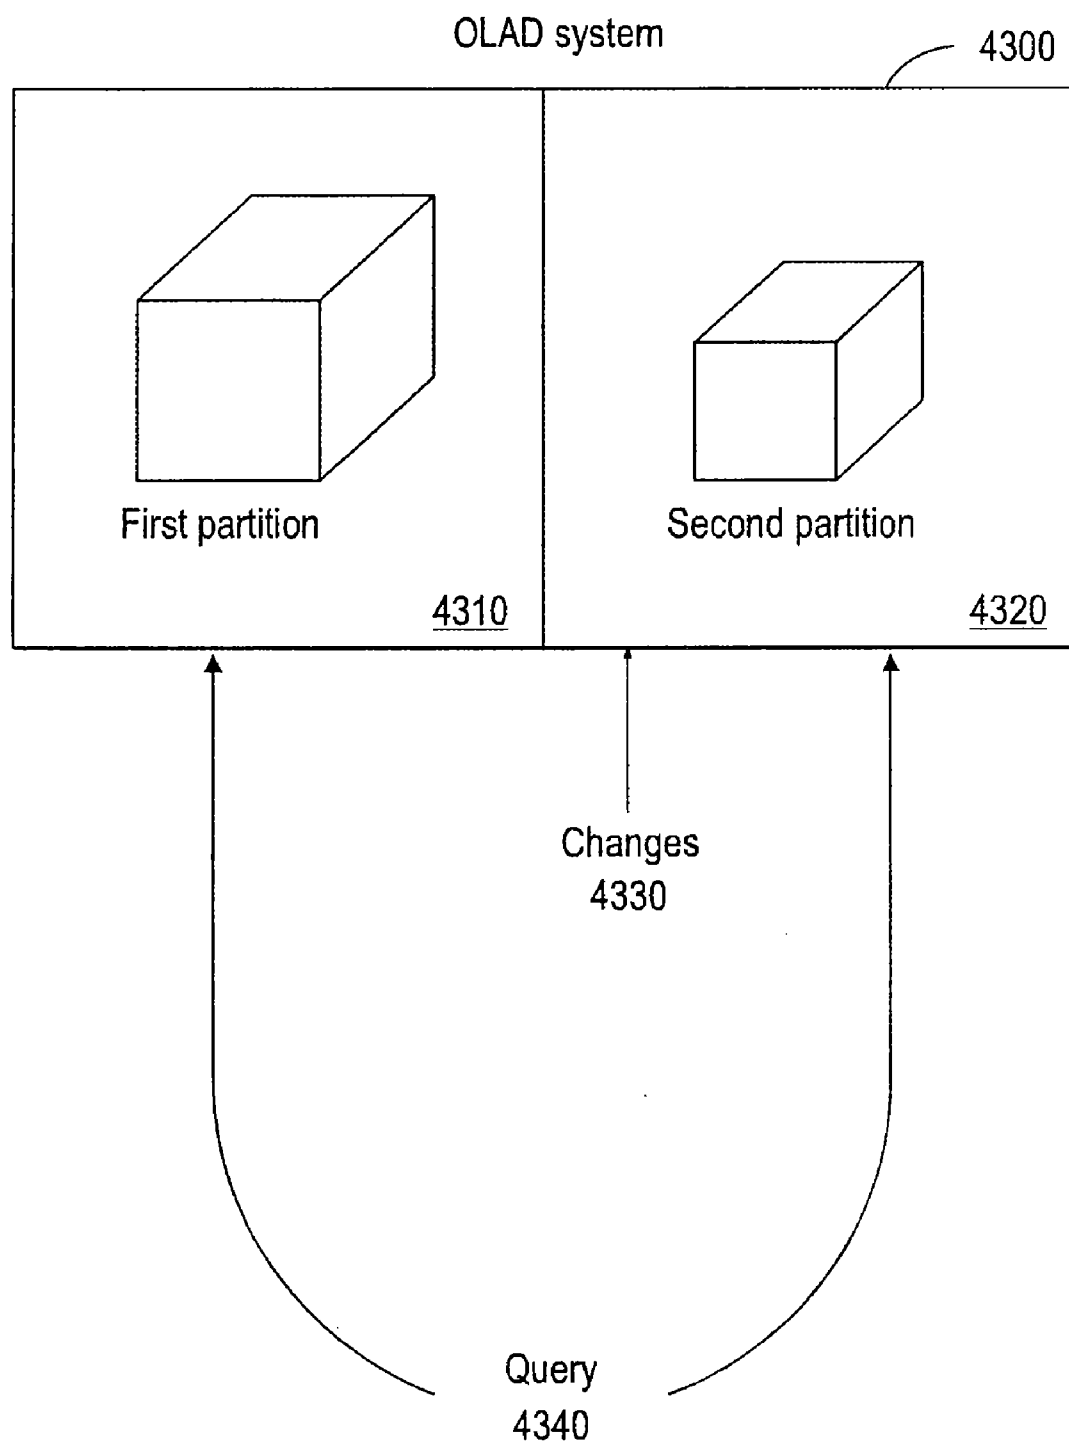 OLAD system
4300
First partition
Second partition
4310
4320
Changes
4330
Query
4340